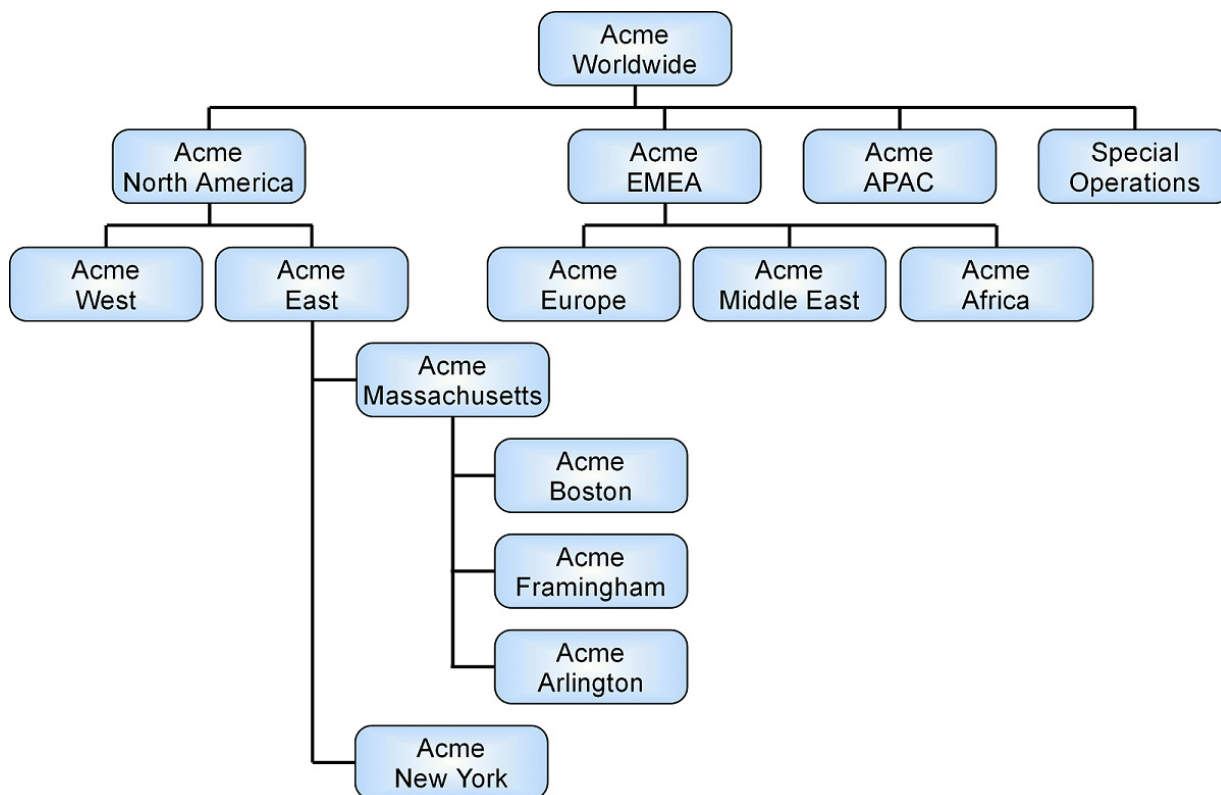 Acme
Worldwide
Acme
North America
Acme
EMEA
Acme
APAC
Special
Operations
Acme
West
Acme
East
Acme
Europe
Acme
Middle East
Acme
Africa
Acme
Massachusetts
Acme
Boston
Acme
Framingham
Acme
Arlington
Acme
New York